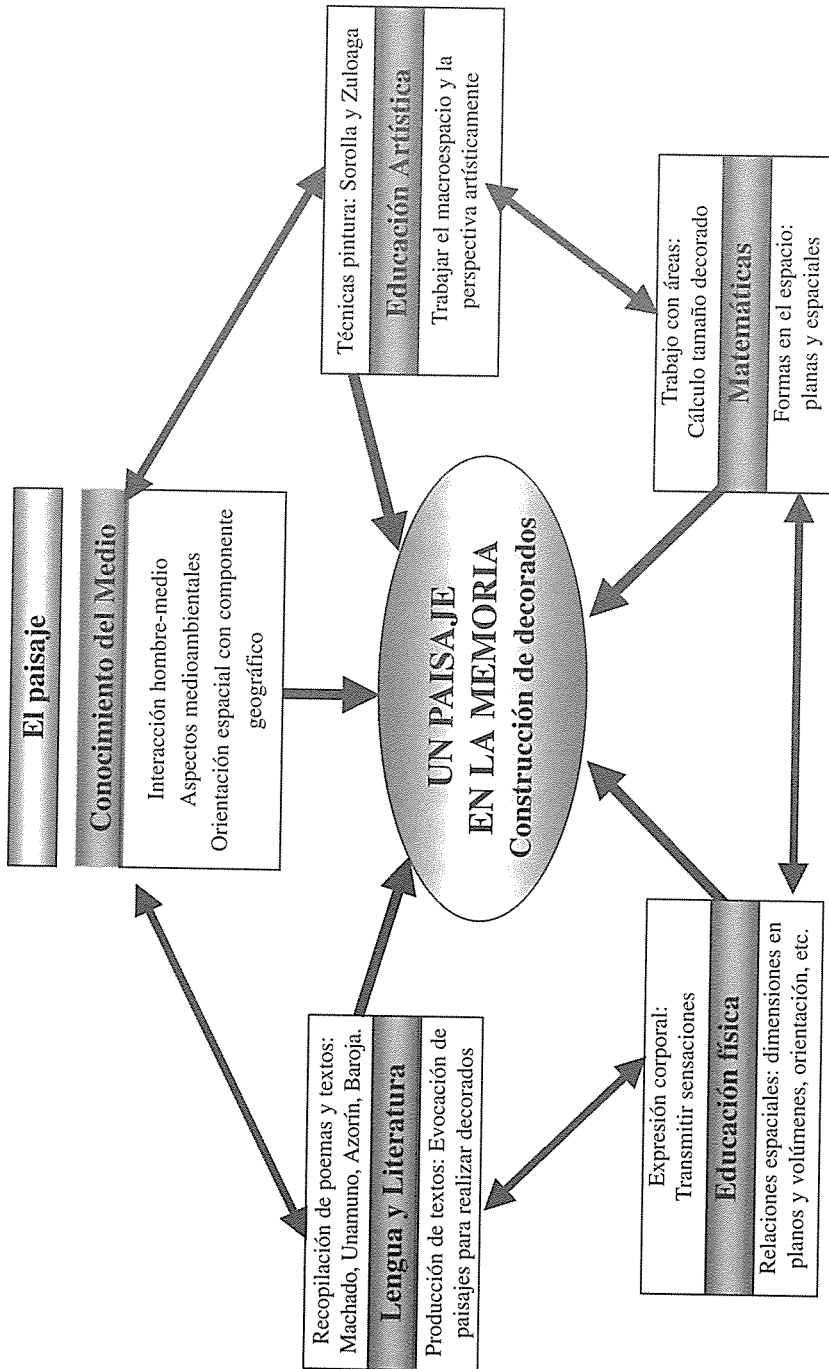 El paisaje
Conocimiento del Medio
Interacción hombre-medio
Aspectos medioambientales
Orientación espacial con componente
geográfico
Recopilación de poemas y textos:
Machado, Unamuno, Azorín, Baroja.
Lengua y Literatura
Producción de textos: Evocación de
paisajes para realizar decorados
Técnicas pintura: Sorolla y Zuloaga
Educación Artística
Trabajar el macroespacio y la
perspectiva artísticamente
UN PAISAJE
EN LA MEMORIA
Construcción de decorados
Expresión corporal:
Transmitir sensaciones
Educación física
Relaciones espaciales: dimensiones en
planos y volúmenes, orientación, etc.
Trabajo con áreas:
Cálculo tamaño decorado
Matemáticas
Formas en el espacio:
planas y espaciales